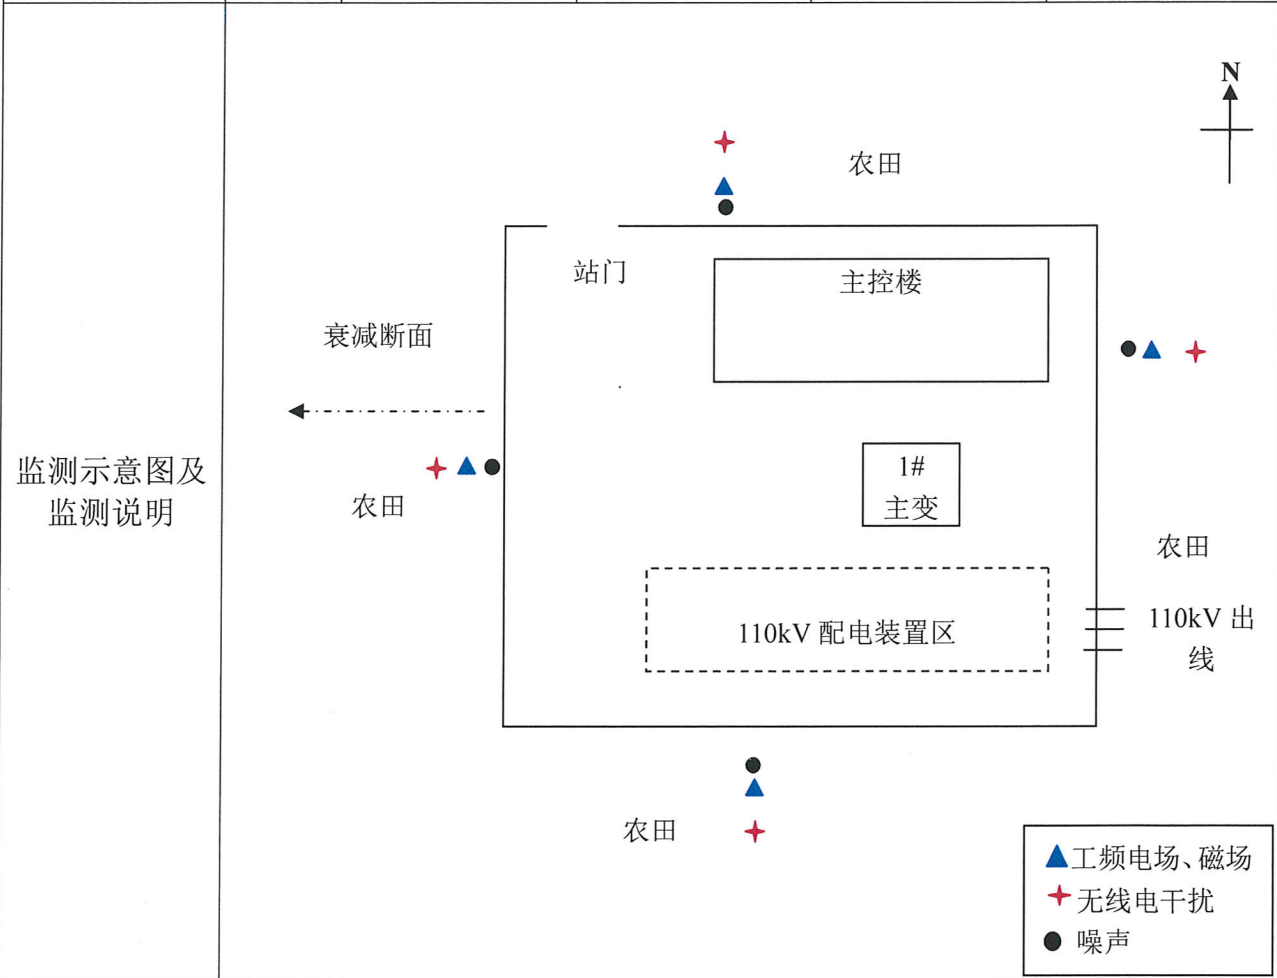 监测示意图及
监测说明
N
农田
站门
主控楼
衰减断面
农田
1#
主变
农田
110kV 配电装置区
110kV 出
线
农田
工频电场、磁场
无线电干扰
噪声